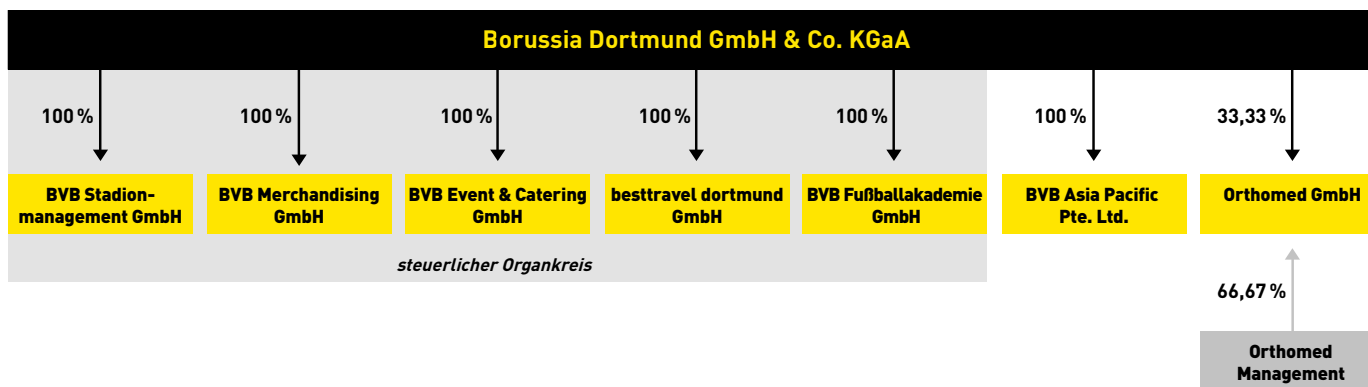 Borussia Dortmund GmbH & Co. KGaA
100 %
100 %
100 %
100 %
100 %
100 %
33,33 %
BVB Stadion-
management GmbH
BVB Merchandising
GmbH
BVB Event & Catering
GmbH
besttravel dortmund
GmbH
BVB Fußballakademie
GmbH
BVB Asia Pacific
Pte. Ltd.
Orthomed GmbH
steuerlicher Organkreis
66,67 %
Orthomed
Management